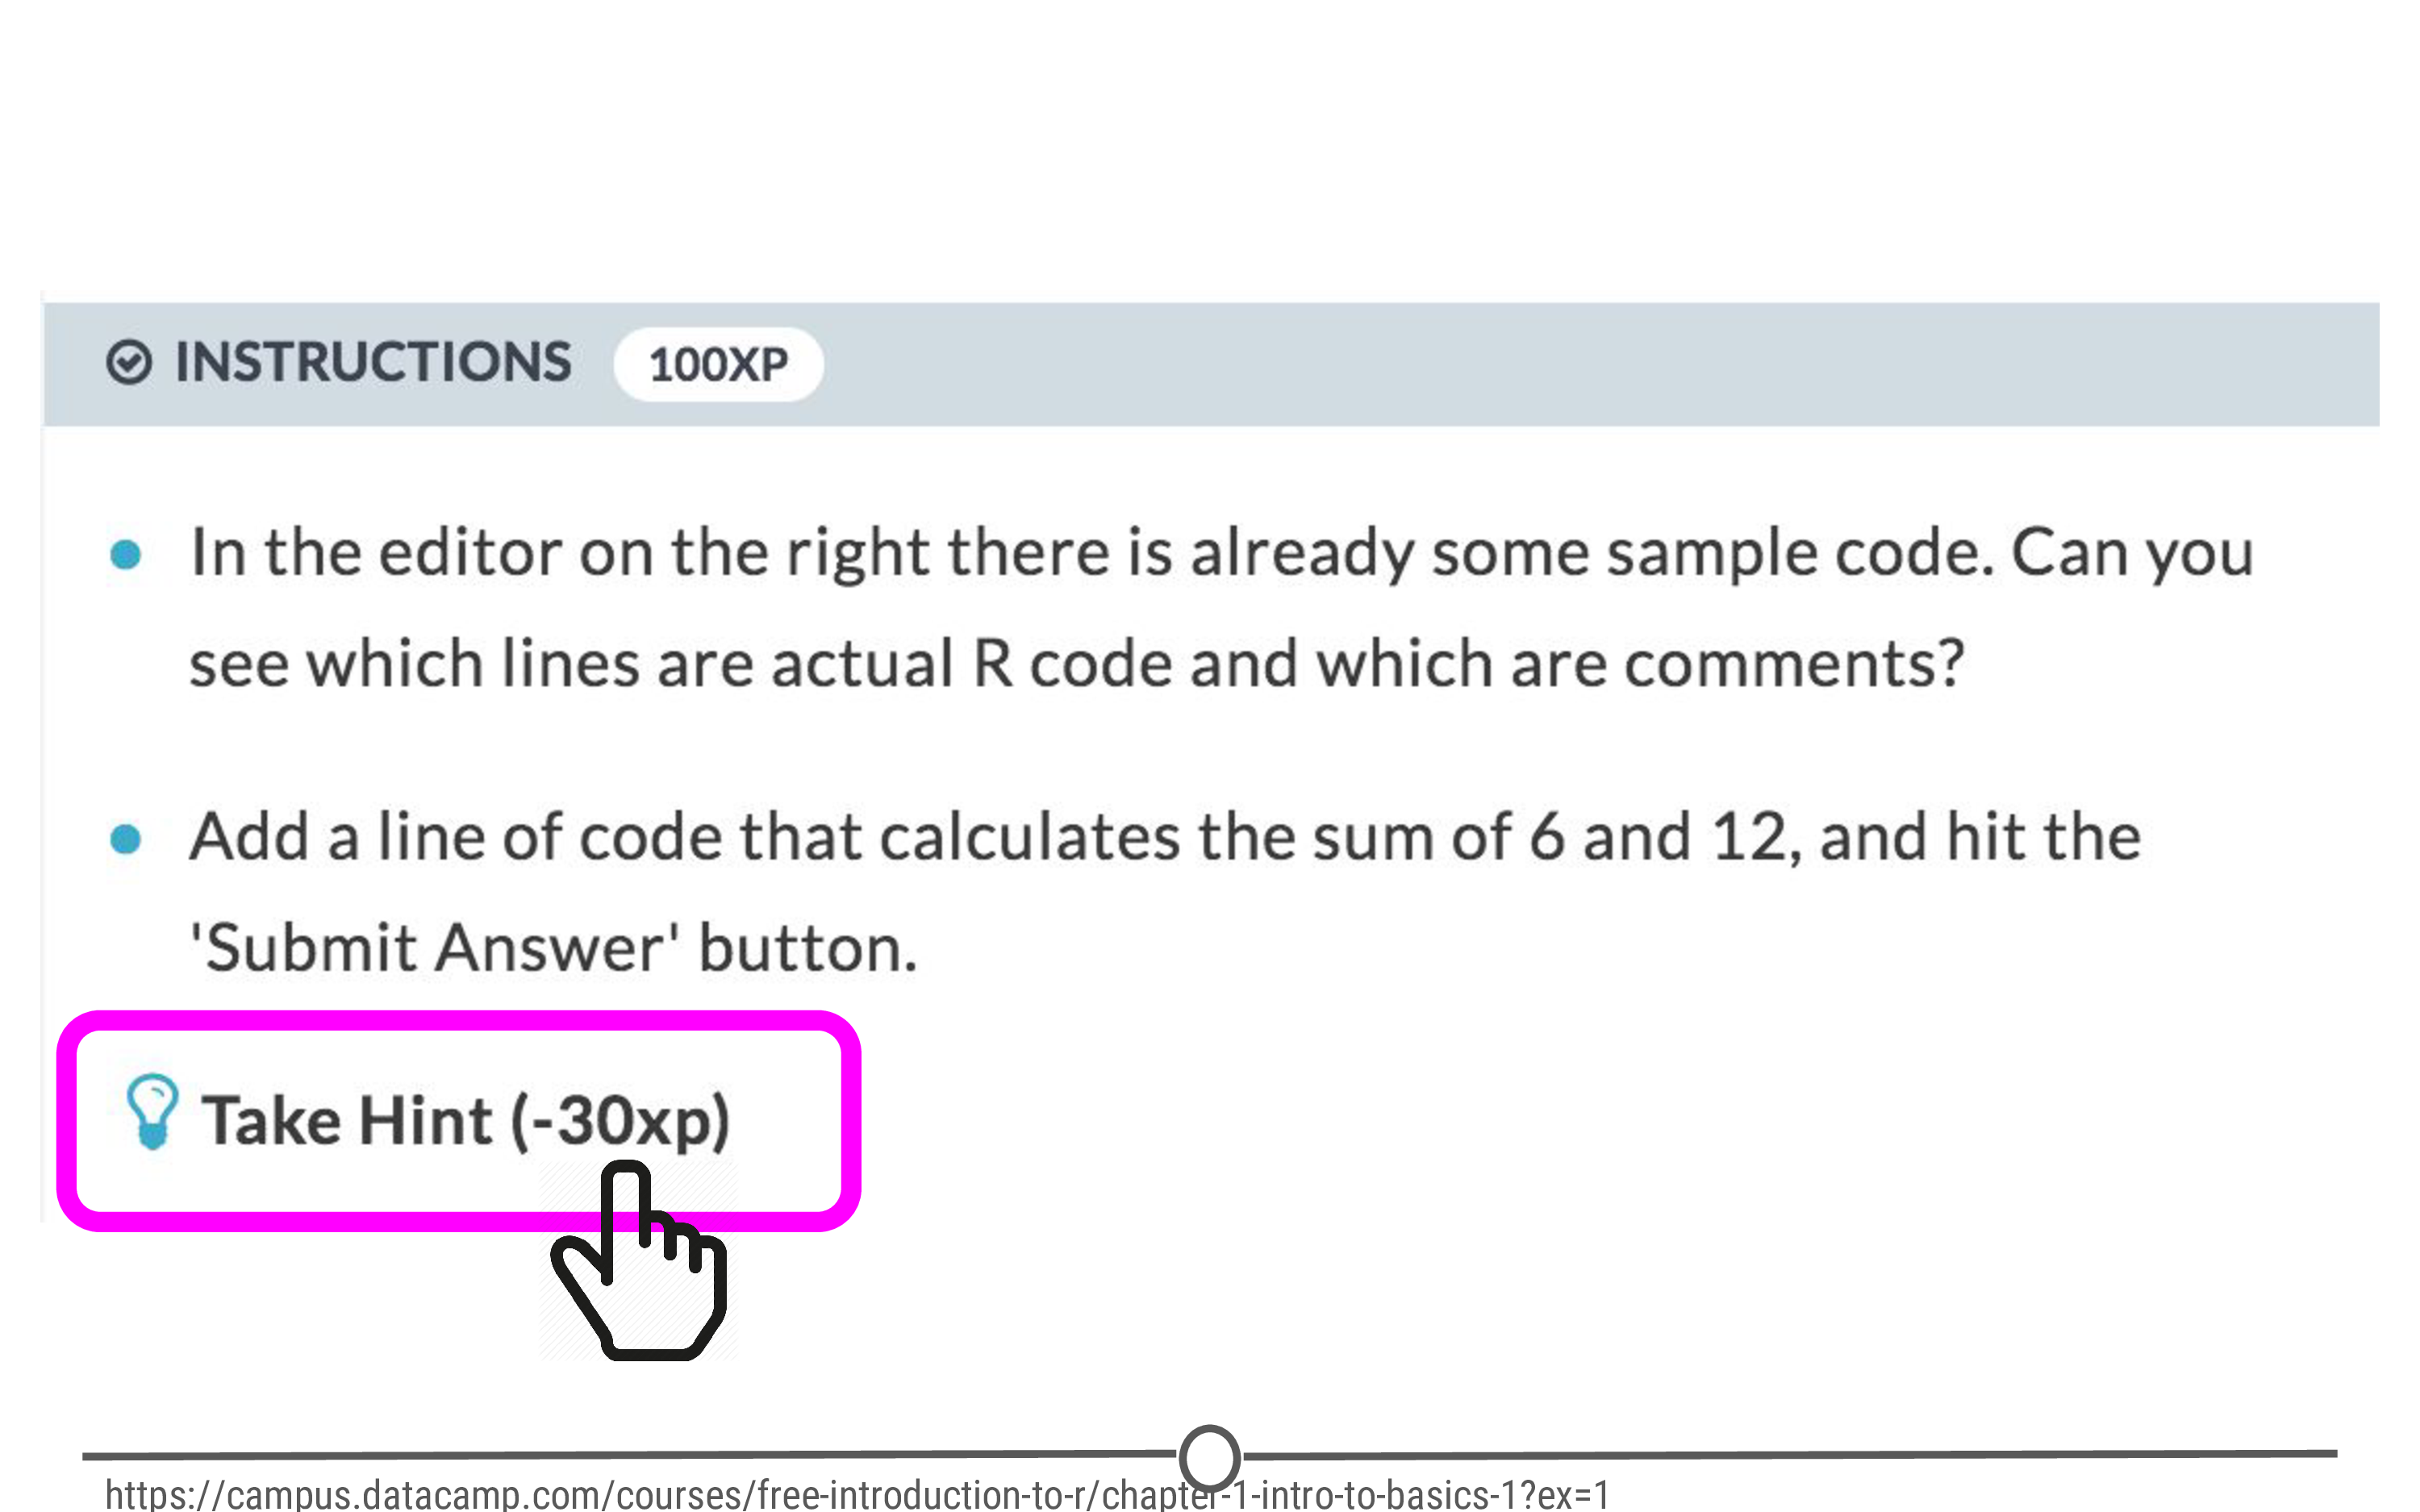 INSTRUCTIONS 100XP
In the editor on the right there is already some sample code. Can you
see which lines are actual R code and which are comments?
Add a line of code that calculates the sum of 6 and 12, and hit the
'Submit Answer' button.
Take Hint (-30xp)
https://campus.datacamp.com/courses/free-introduction-to-r/chapter-1-intro-to-basics-1?ex=1